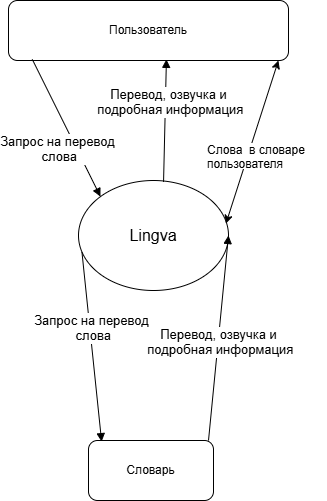 Пользователь
Перевод, озвучка и
подробная информация
Запрос на перевод
слова
Слова в словаре
пользователя
Lingva
Запрос на перевод
слова
Перевод, озвучка и
подробная информация
Словарь